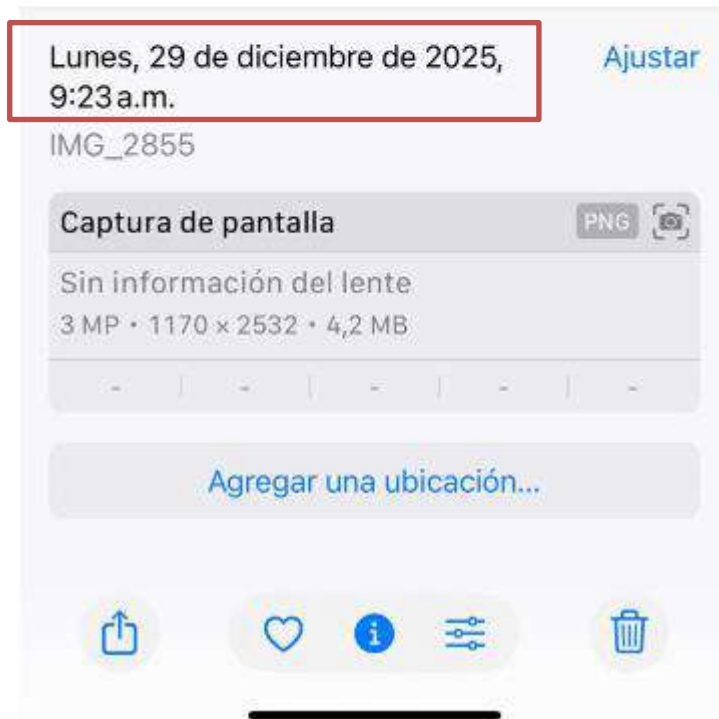 Lunes, 29 de diciembre de 2025, Ajustar
9:23 a.m.
IMG_2855
Captura de pantalla PNG
Sin información del lente
3 MP • 1170 × 2532 • 4,2 MB
- - - - -
Agregar una ubicación...